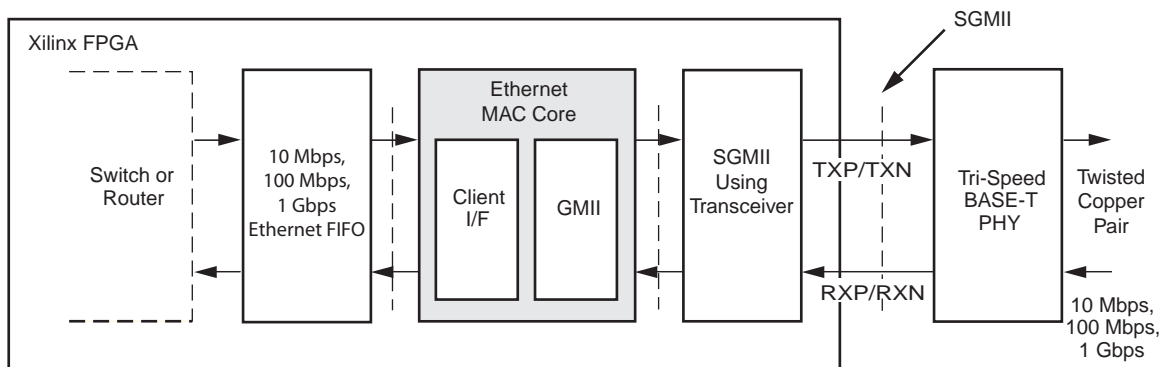 SGMII
Xilinx FPGA
Switch or
Router
10 Mbps,
100 Mbps,
1 Gbps
Ethernet FIFO
Ethernet
MAC Core
Client
I/F
GMII
SGMII
Using
Transceiver
TXP/TXN
RXP/RXN
Tri-Speed
BASE-T
PHY
Twisted
Copper
Pair
10 Mbps,
100 Mbps,
1 Gbps